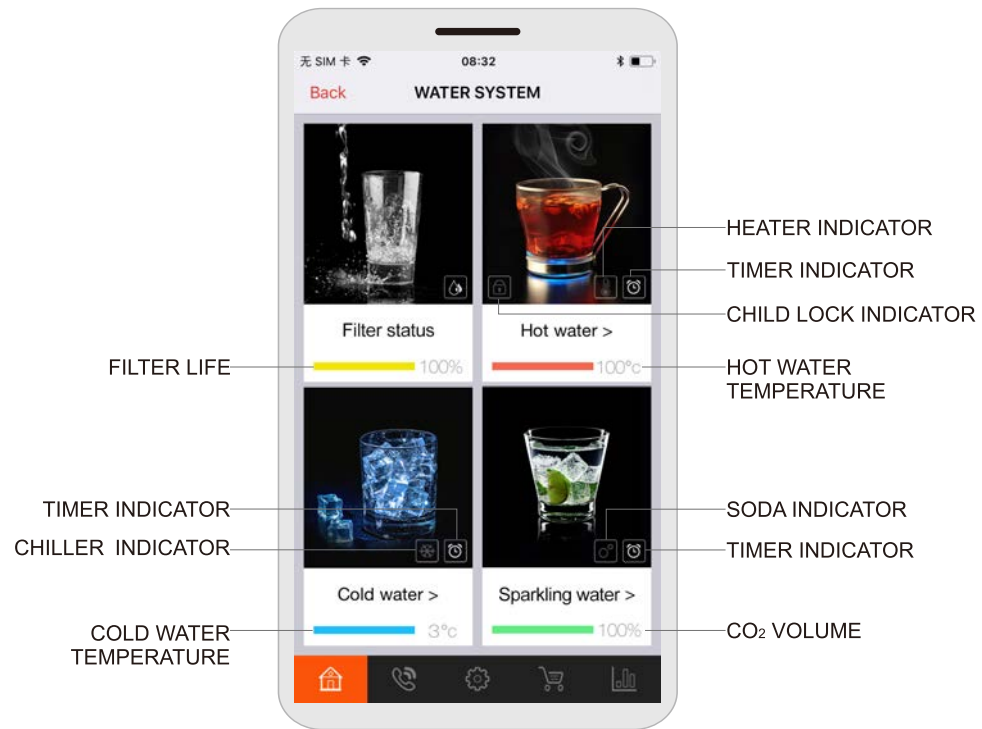 无 SIM 卡 08:32
Back WATER SYSTEM
HEATER INDICATOR
TIMER INDICATOR
CHILD LOCK INDICATOR
Filter status
Hot water >
FILTER LIFE
100%
100°c
HOT WATER
TEMPERATURE
TIMER INDICATOR
CHILLER INDICATOR
SODA INDICATOR
TIMER INDICATOR
Cold water >
Sparkling water >
COLD WATER
TEMPERATURE
3°c
100%
CO₂ VOLUME